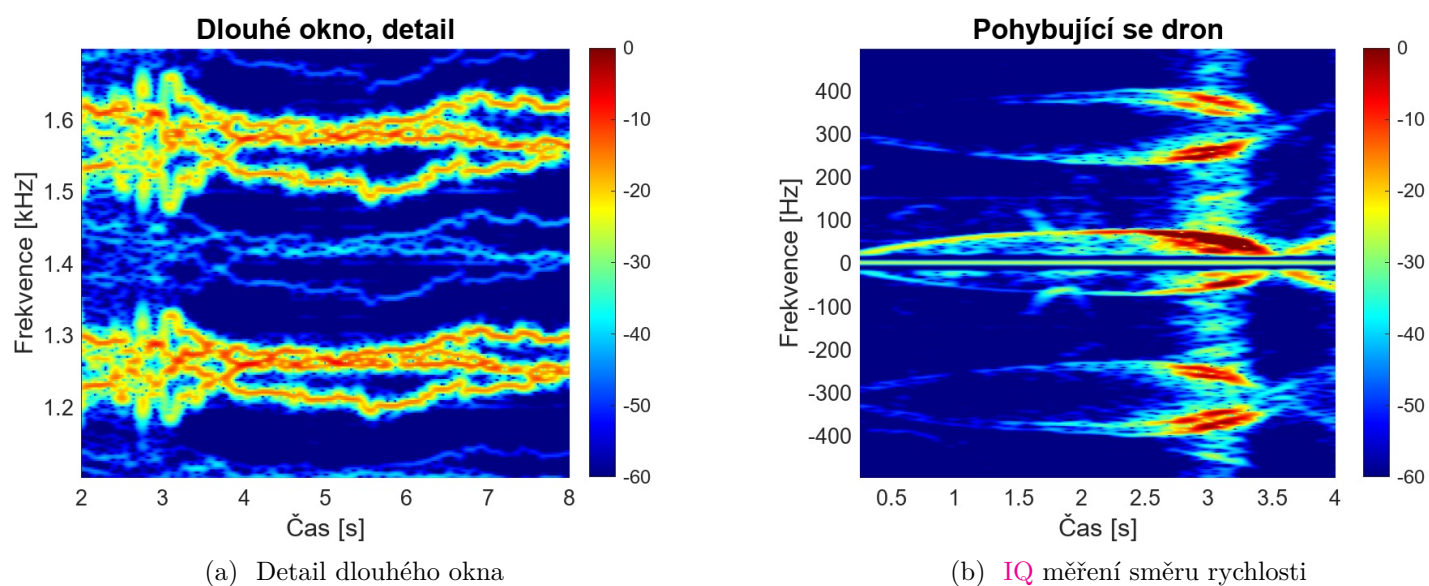 Dlouhé okno, detail
Frekvence [kHz]
1.6
1.5
1.4
1.3
1.2
2 3 4 5 6 7 8
Čas [s]
0
-10
-20
-30
-40
-50
-60
(a) Detail dlouhého okna
Pohybující se dron
Frekvence [Hz]
400
300
200
100
0
-100
-200
-300
-400
0.5 1 1.5 2 2.5 3 3.5 4
Čas [s]
0
-10
-20
-30
-40
-50
-60
(b) IQ měření směru rychlosti